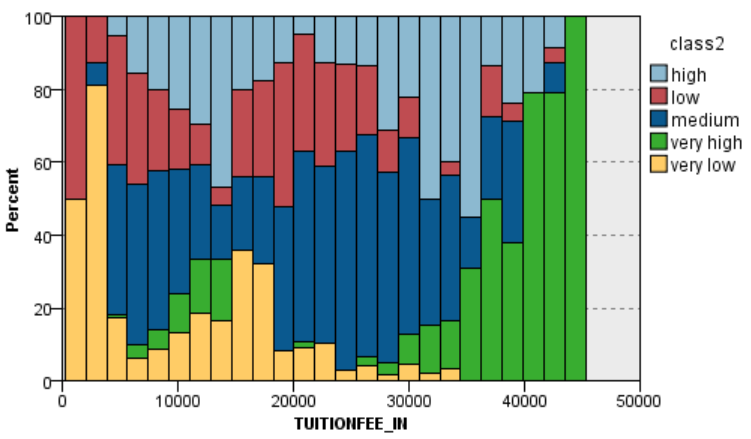 100
80
60
40
20
0
Percent
0
10000
20000
30000
40000
50000
TUITIONFEE_IN
class2
high
low
medium
very high
very low